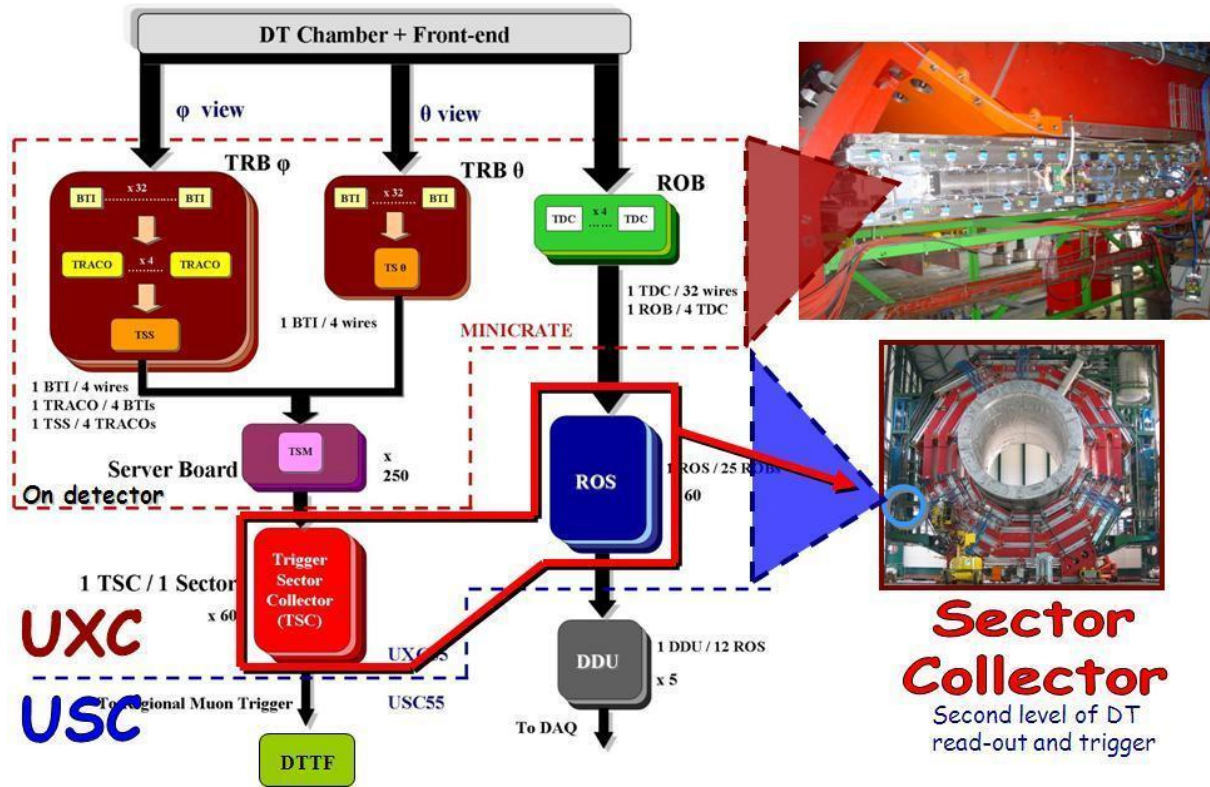 DT Chamber + Front-end
φ view
θ view
TRB φ
TRB θ
ROB
BTI
x 32
BTI
BTI
x 32
BTI
TDC
x 4
TDC
TRACO
x 4
TRACO
TS θ
TSS
1 TDC / 32 wires
1 ROB / 4 TDC
1 BTI / 4 wires
MINICRATE
1 BTI / 4 wires
1 TRACO / 4 BTIs
1 TSS / 4 TRACOs
TSM
Server Board
x
250
On detector
ROS
1 ROS / 25 ROBs
60
Trigger
Sector
Collector
(TSC)
1 TSC / 1 Sector
x 60
UXC
UXC55
USC
USC55
To Regional Muon Trigger
DDU
1 DDU / 12 ROS
x 5
To DAQ
DTTF
Sector
Collector
Second level of DT
read-out and trigger